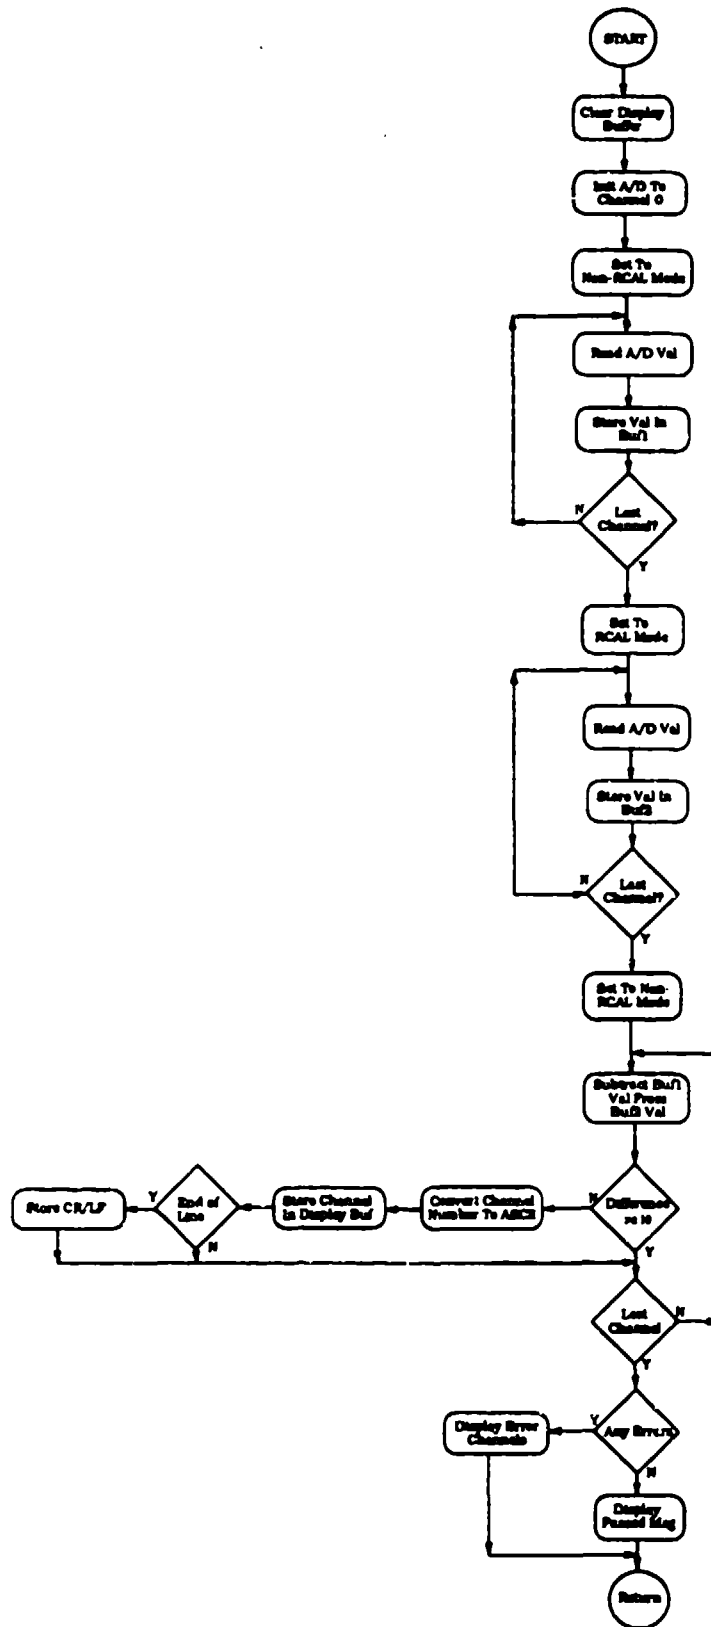 START
Clear Display
Buffer
Init A/D To
Channel 0
Set To
Non-RCAL Mode
Read A/D Val
Store Val in
Buf1
Last
Channel?
N
Y
Set To
RCAL Mode
Read A/D Val
Store Val in
Buf2
Last
Channel?
N
Y
Set To Non-
RCAL Mode
Subtract Buf1
Val From
Buf2 Val
Difference
N
Y
Convert Channel
Number To ASCII
Store Channel
in Display Buf
End of
Line
Y
N
Store CR/LF
Last
Channel
N
Y
Any Errors
Y
N
Display Error
Channels
Display
Passed Msg
Return